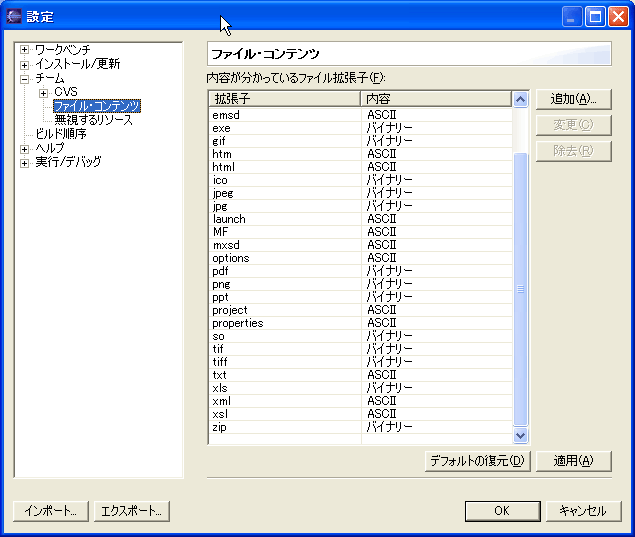 設定
ワークベンチ
インストール/更新
チーム
CVS
ファイル・コンテンツ
無視するリソース
ビルド順序
ヘルプ
実行/デバッグ
ファイル・コンテンツ
内容が分かっているファイル拡張子(F):
拡張子 内容
emsd ASCII
exe バイナリー
gif バイナリー
htm ASCII
html ASCII
ico バイナリー
jpeg バイナリー
jpg バイナリー
launch ASCII
MF ASCII
mxsd ASCII
options ASCII
pdf バイナリー
png バイナリー
ppt バイナリー
project ASCII
properties ASCII
so バイナリー
tif バイナリー
tiff バイナリー
txt ASCII
xls バイナリー
xml ASCII
xsl ASCII
zip バイナリー
追加(A)...
変更(C)
除去(R)
デフォルトの復元(D) 適用(A)
インポート... エクスポート... OK キャンセル